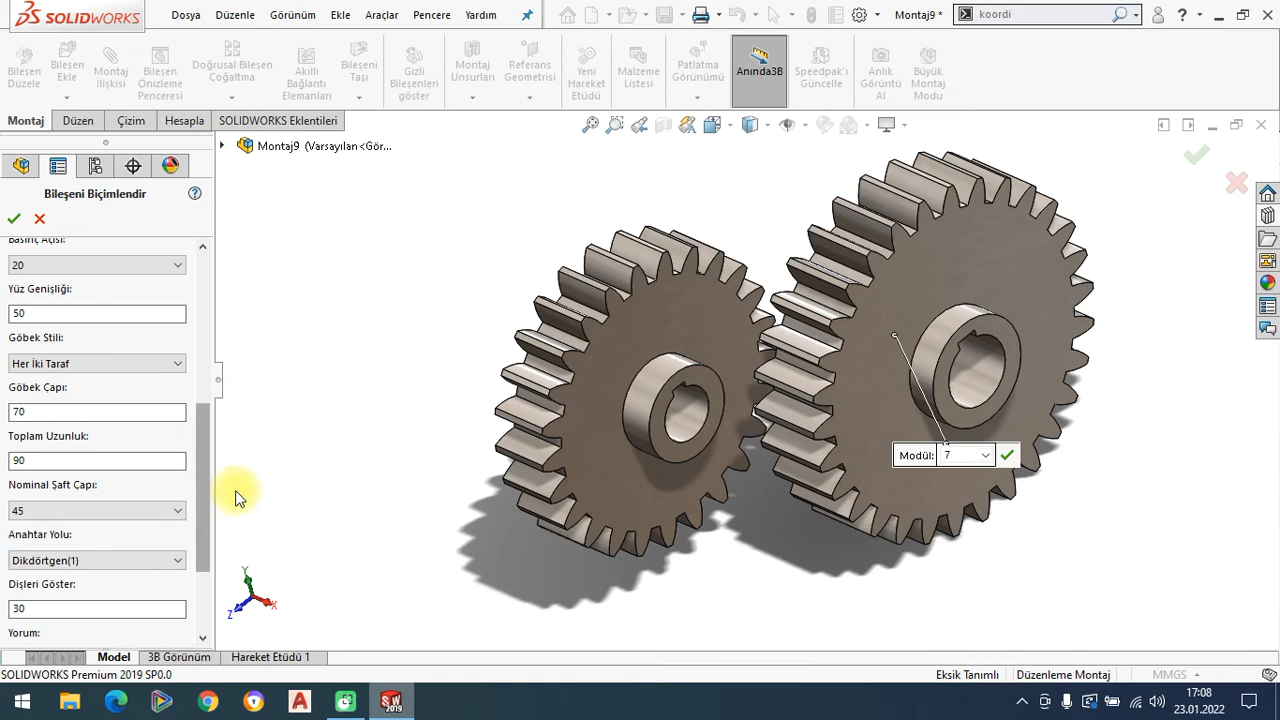 SOLIDWORKS
Dosya Düzenle Görünüm Ekle Araçlar Pencere Yardım
Montaj9 *
koordi
Bileşen Düzele
Bileşen Ekle
Montaj ilişkisi
Bileşen Önizleme Penceresi
Doğrusal Bileşen Çoğaltma
Akıllı Bağlantı Elemanları
Bileşeni Taşı
Gizli Bileşenleri göster
Montaj Unsurları
Referans Geometrisi
Yeni Hareket Etüdü
Malzeme Listesi
Patlatma Görünümü
Anında3B
Speedpak'ı Güncelle
Anlık Görüntü Al
Büyük Montaj Modu
Montaj Düzen Çizim Hesapla SOLIDWORKS Eklentileri
Montaj9 (Varsayılan<Gör...
Bileşeni Biçimlendir
Basınç Açısı:
20
Yüz Genişliği:
50
Göbek Stili:
Her İki Taraf
Göbek Çapı:
70
Toplam Uzunluk:
90
Nominal Şaft Çapı:
45
Anahtar Yolu:
Dikdörtgen(1)
Dişleri Göster:
30
Yorum:
Modül: 7
Y
X
Z
Model 3B Görünüm Hareket Etüdü 1
SOLIDWORKS Premium 2019 SP0.0
Eksik Tanımlı Düzenleme Montaj MMGS
SW 2019
17:08
23.01.2022